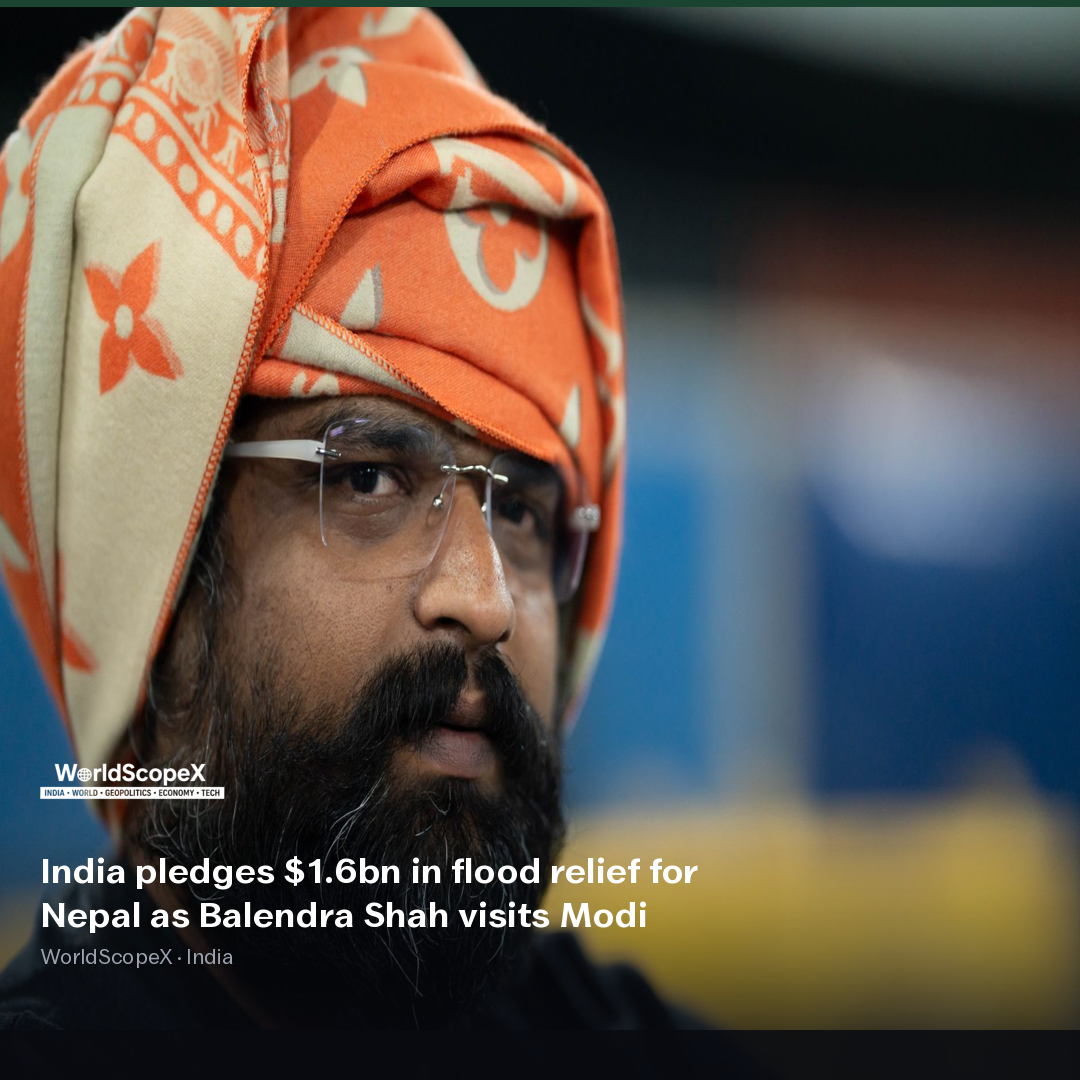 WorldScopeX
INDIA • WORLD • GEOPOLITICS • ECONOMY • TECH
India pledges $1.6bn in flood relief for
Nepal as Balendra Shah visits Modi
WorldScopeX · India